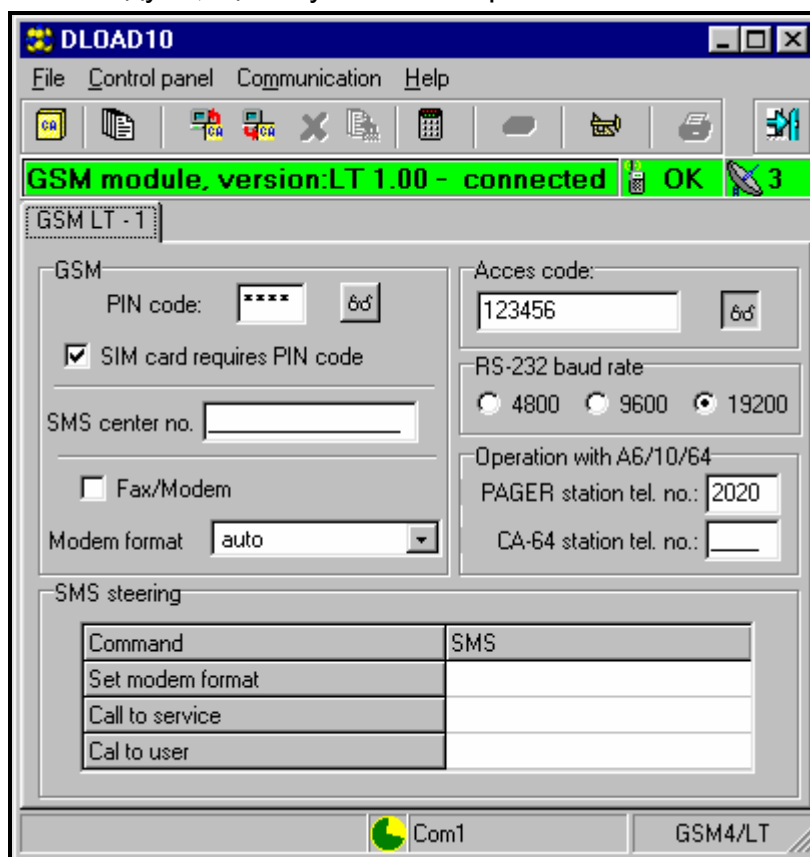 DLOAD10
File Control panel Communication Help
CA CA CA
GSM module, version:LT 1.00 - connected OK 3
GSM LT - 1
GSM
PIN code: ****
SIM card requires PIN code
SMS center no.
Fax/Modem
Modem format auto
Acces code:
123456
RS-232 baud rate
4800 9600 19200
Operation with A6/10/64
PAGER station tel. no.: 2020
CA-64 station tel. no.:
SMS steering
Command SMS
Set modem format
Call to service
Cal to user
Com1 GSM4/LT